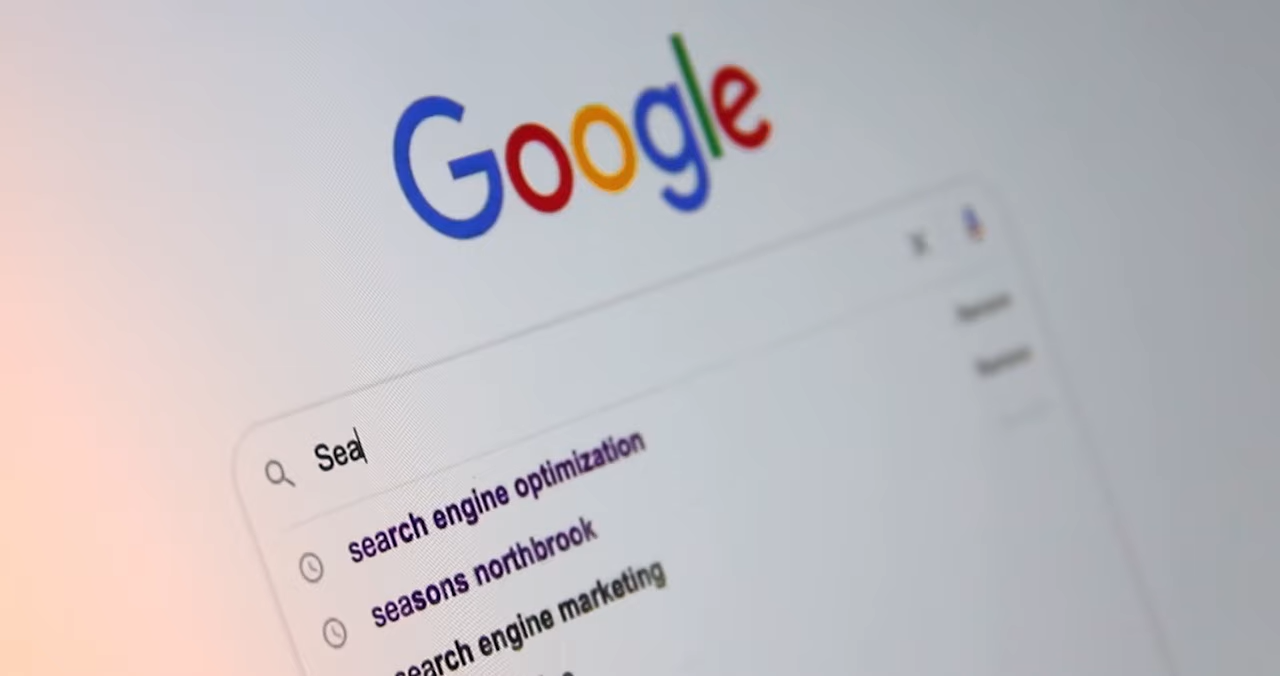 Google
Sea
search engine optimization
seasons northbrook
search engine marketing